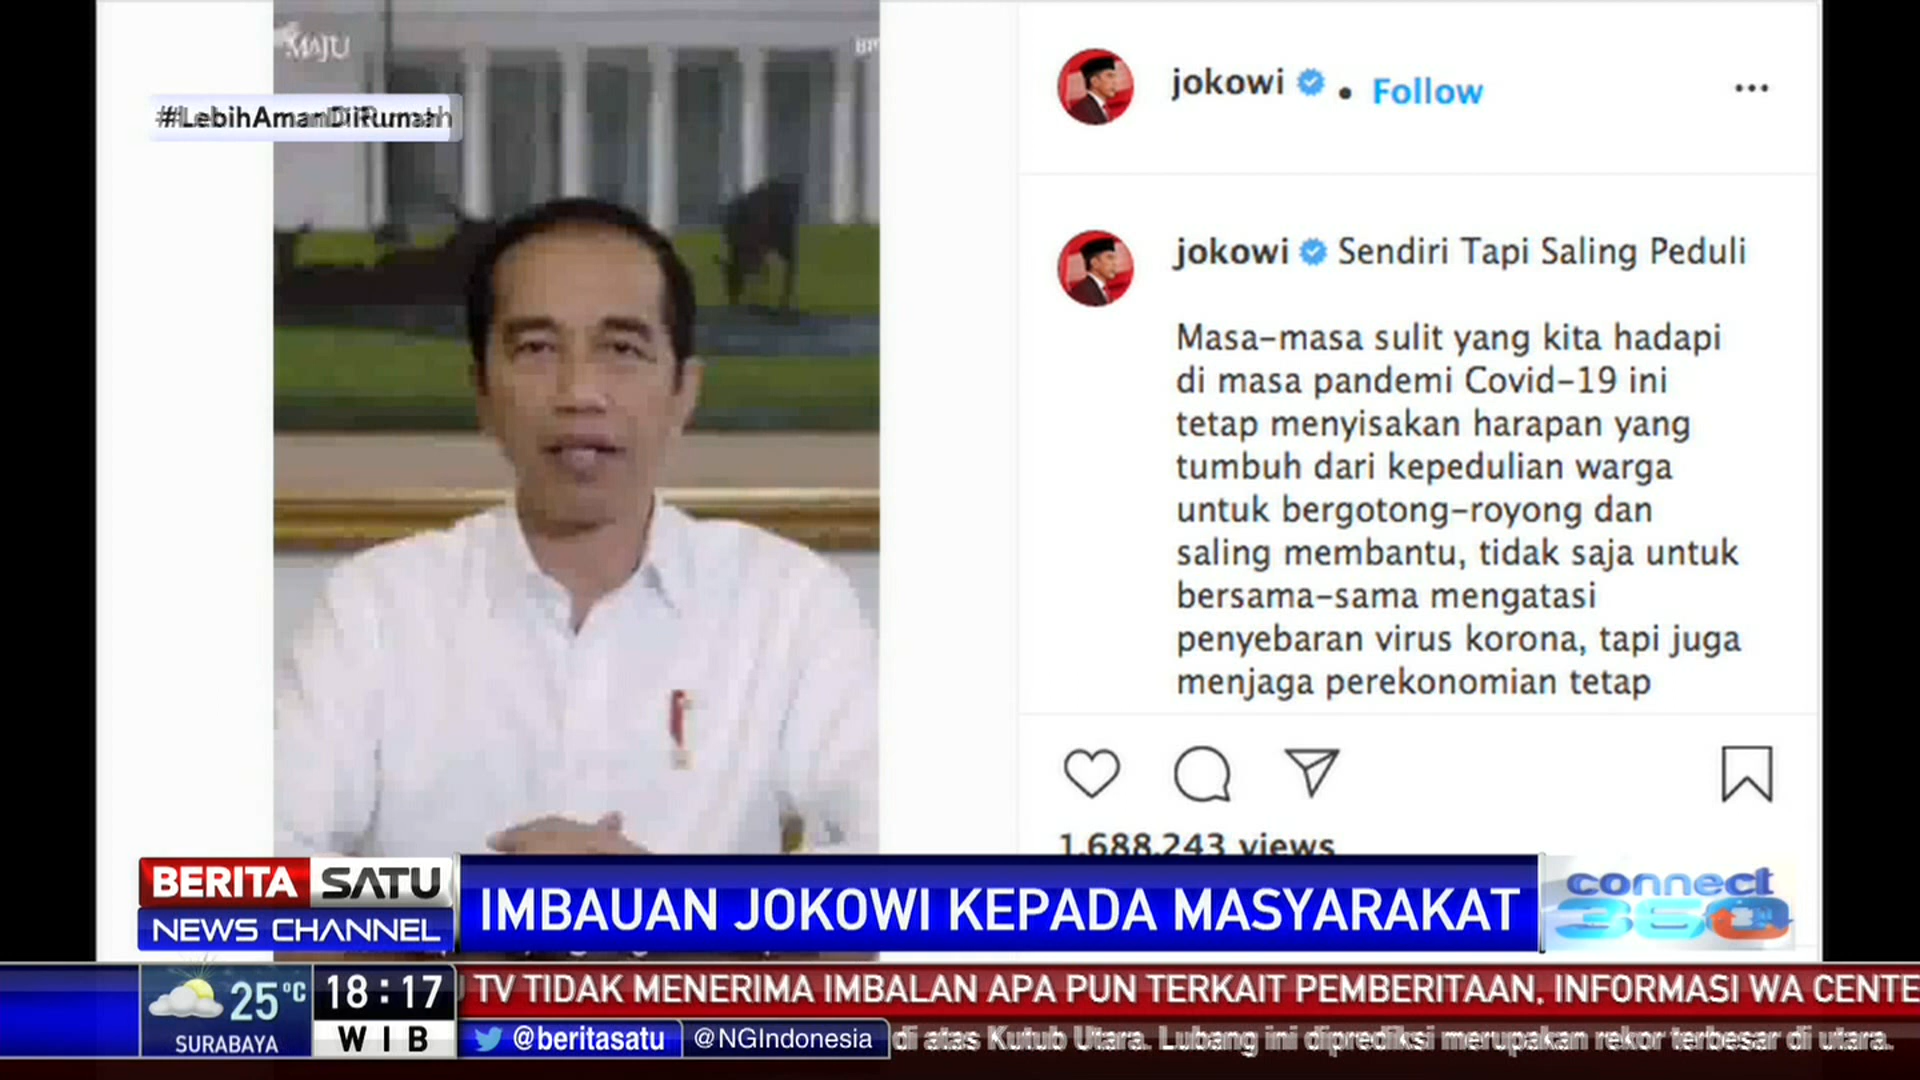 MAJU
#LebihAmanDiRumah
jokowi • Follow
jokowi Sendiri Tapi Saling Peduli
Masa-masa sulit yang kita hadapi
di masa pandemi Covid-19 ini
tetap menyisakan harapan yang
tumbuh dari kepedulian warga
untuk bergotong-royong dan
saling membantu, tidak saja untuk
bersama-sama mengatasi
penyebaran virus korona, tapi juga
menjaga perekonomian tetap
1,688,243 views
BERITA SATU
NEWS CHANNEL
IMBAUAN JOKOWI KEPADA MASYARAKAT
connect
360
25°C
SURABAYA
18:17
WIB
TV TIDAK MENERIMA IMBALAN APA PUN TERKAIT PEMBERITAAN. INFORMASI WA CENTE
@beritasatu
@NGIndonesia
di atas Kutub Utara. Lubang ini diprediksi merupakan rekor terbesar di utara.